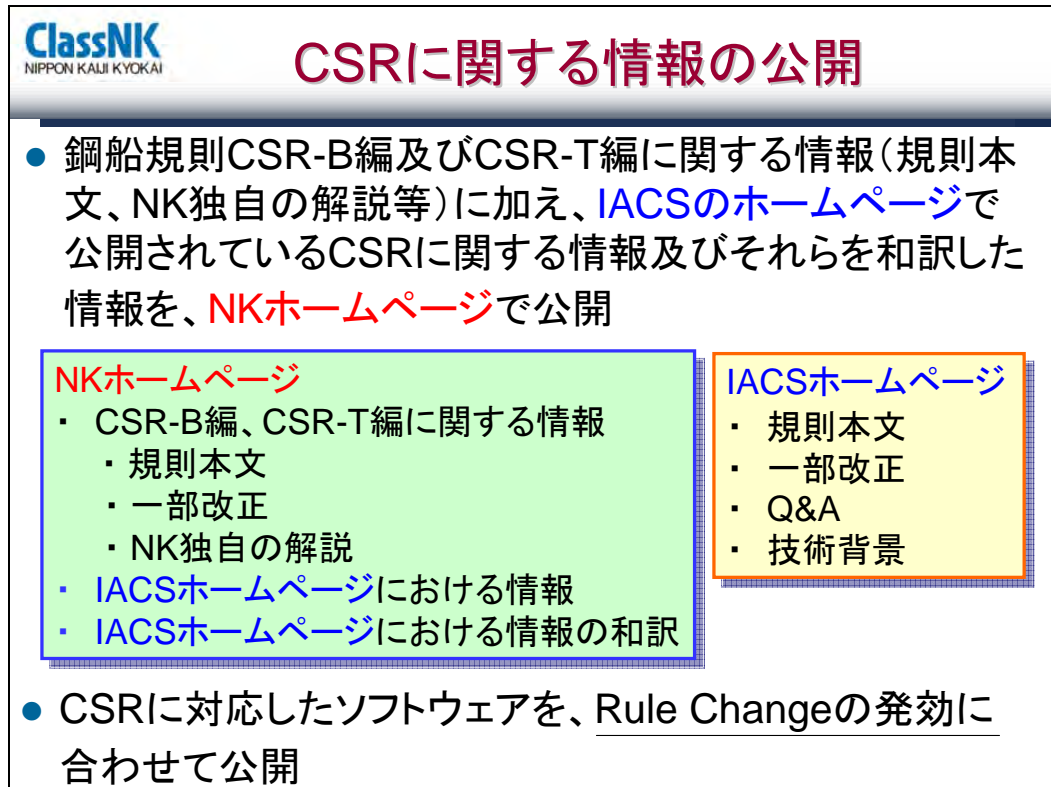 ClassNK
NIPPON KAIJI KYOKAI
CSRに関する情報の公開
● 鋼船規則CSR-B編及びCSR-T編に関する情報（規則本
文、NK独自の解説等）に加え、IACSのホームページで
公開されているCSRに関する情報及びそれらを和訳した
情報を、NKホームページで公開
NKホームページ
・ CSR-B編、CSR-T編に関する情報
・規則本文
・一部改正
・NK独自の解説
・ IACSホームページにおける情報
・ IACSホームページにおける情報の和訳
IACSホームページ
・ 規則本文
・ 一部改正
・ Q&A
・ 技術背景
● CSRに対応したソフトウェアを、Rule Changeの発効に
合わせて公開